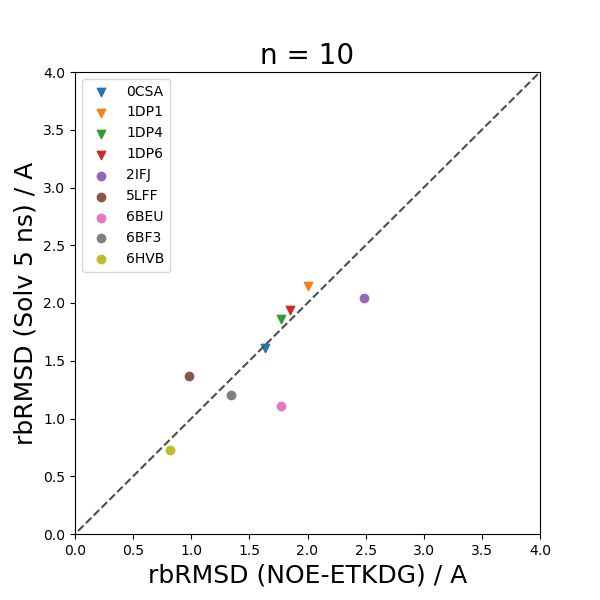 n = 10
rbRMSD (Solv 5 ns) / A
4.0
3.5
3.0
2.5
2.0
1.5
1.0
0.5
0.0
0CSA
1DP1
1DP4
1DP6
2IFJ
5LFF
6BEU
6BF3
6HVB
0.0 0.5 1.0 1.5 2.0 2.5 3.0 3.5 4.0
rbRMSD (NOE-ETKDG) / A